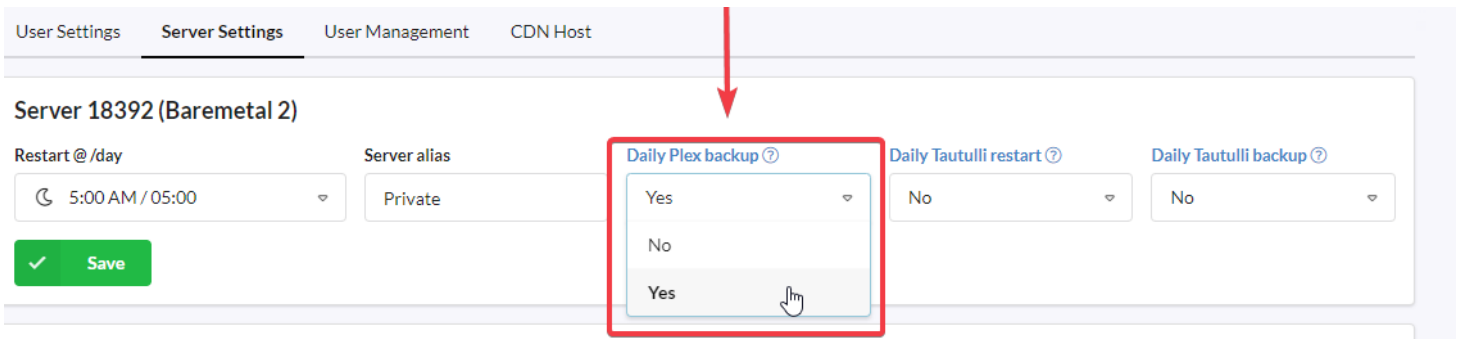 User Settings Server Settings User Management CDN Host
Server 18392 (Baremetal 2)
Restart @ /day Server alias Daily Plex backup ? Daily Tautulli restart ? Daily Tautulli backup ?
5:00 AM / 05:00 Private Yes No No
No
Save
Yes